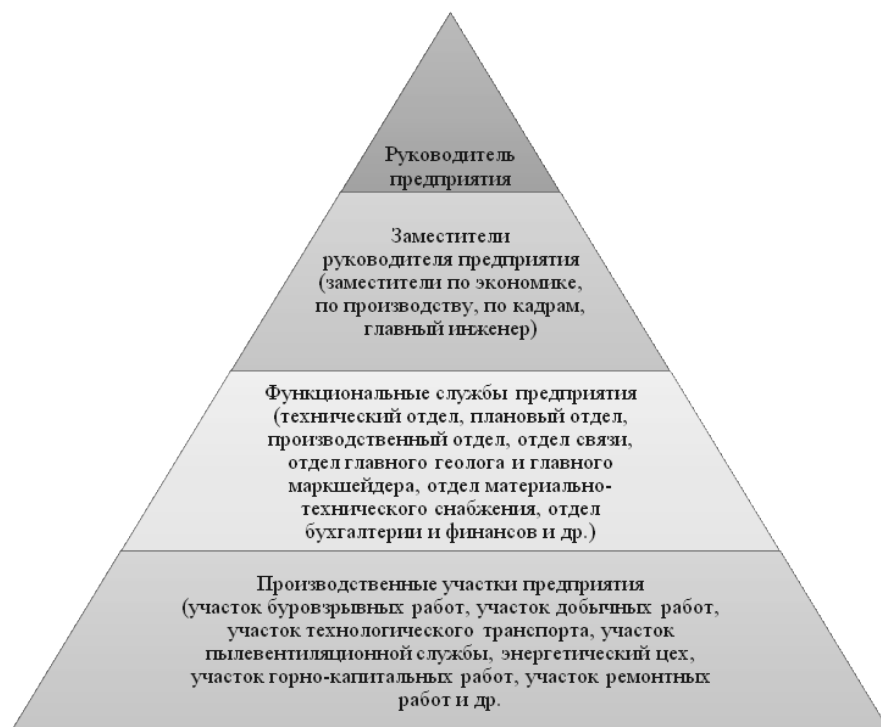 Руководитель
предприятия
Заместители
руководителя предприятия
(заместители по экономике,
по производству, по кадрам,
главный инженер)
Функциональные службы предприятия
(технический отдел, плановый отдел,
производственный отдел, отдел связи,
отдел главного геолога и главного
маркшейдера, отдел материально-
технического снабжения, отдел
бухгалтерии и финансов и др.)
Производственные участки предприятия
(участок буровзрывных работ, участок добычных работ,
участок технологического транспорта, участок
пылевентиляционной службы, энергетический цех,
участок горно-капитальных работ, участок ремонтных
работ и др.